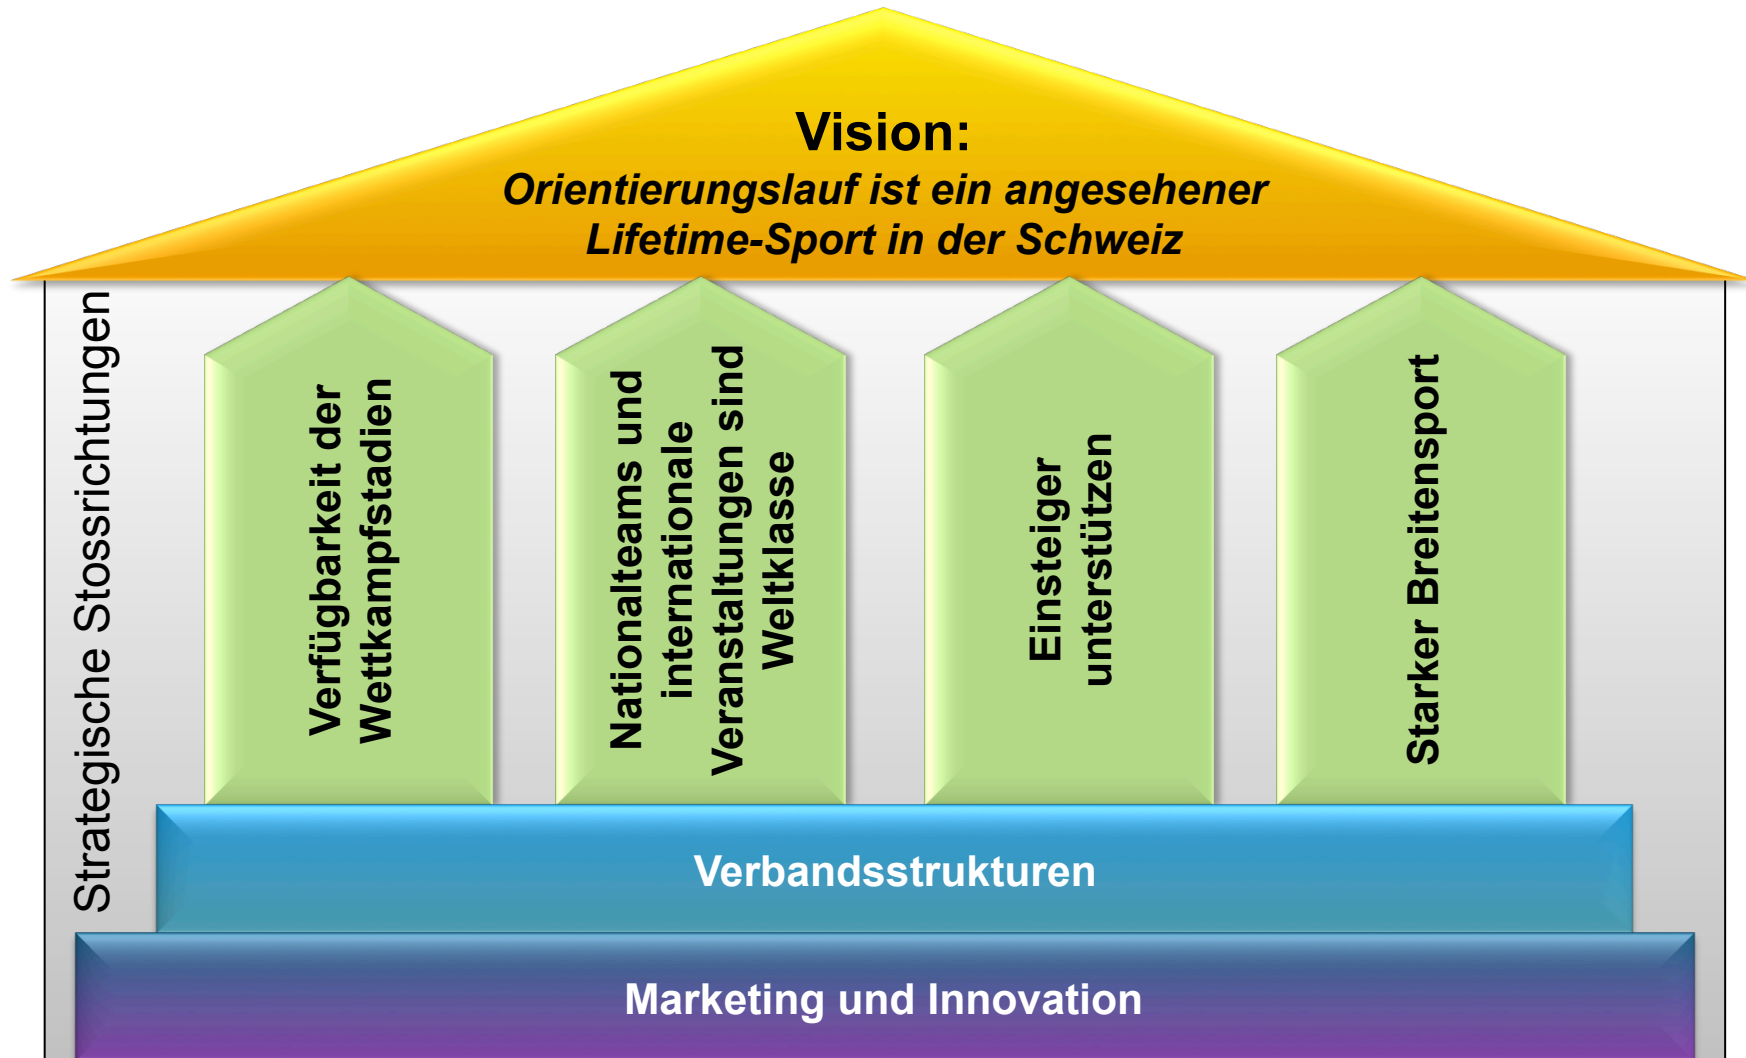 Vision:
Orientierungslauf ist ein angesehener
Lifetime-Sport in der Schweiz
Strategische Stossrichtungen
Verfügbarkeit der
Wettkampfstadien
Nationalteams und
internationale
Veranstaltungen sind
Weltklasse
Einsteiger
unterstützen
Starker Breitensport
Verbandsstrukturen
Marketing und Innovation